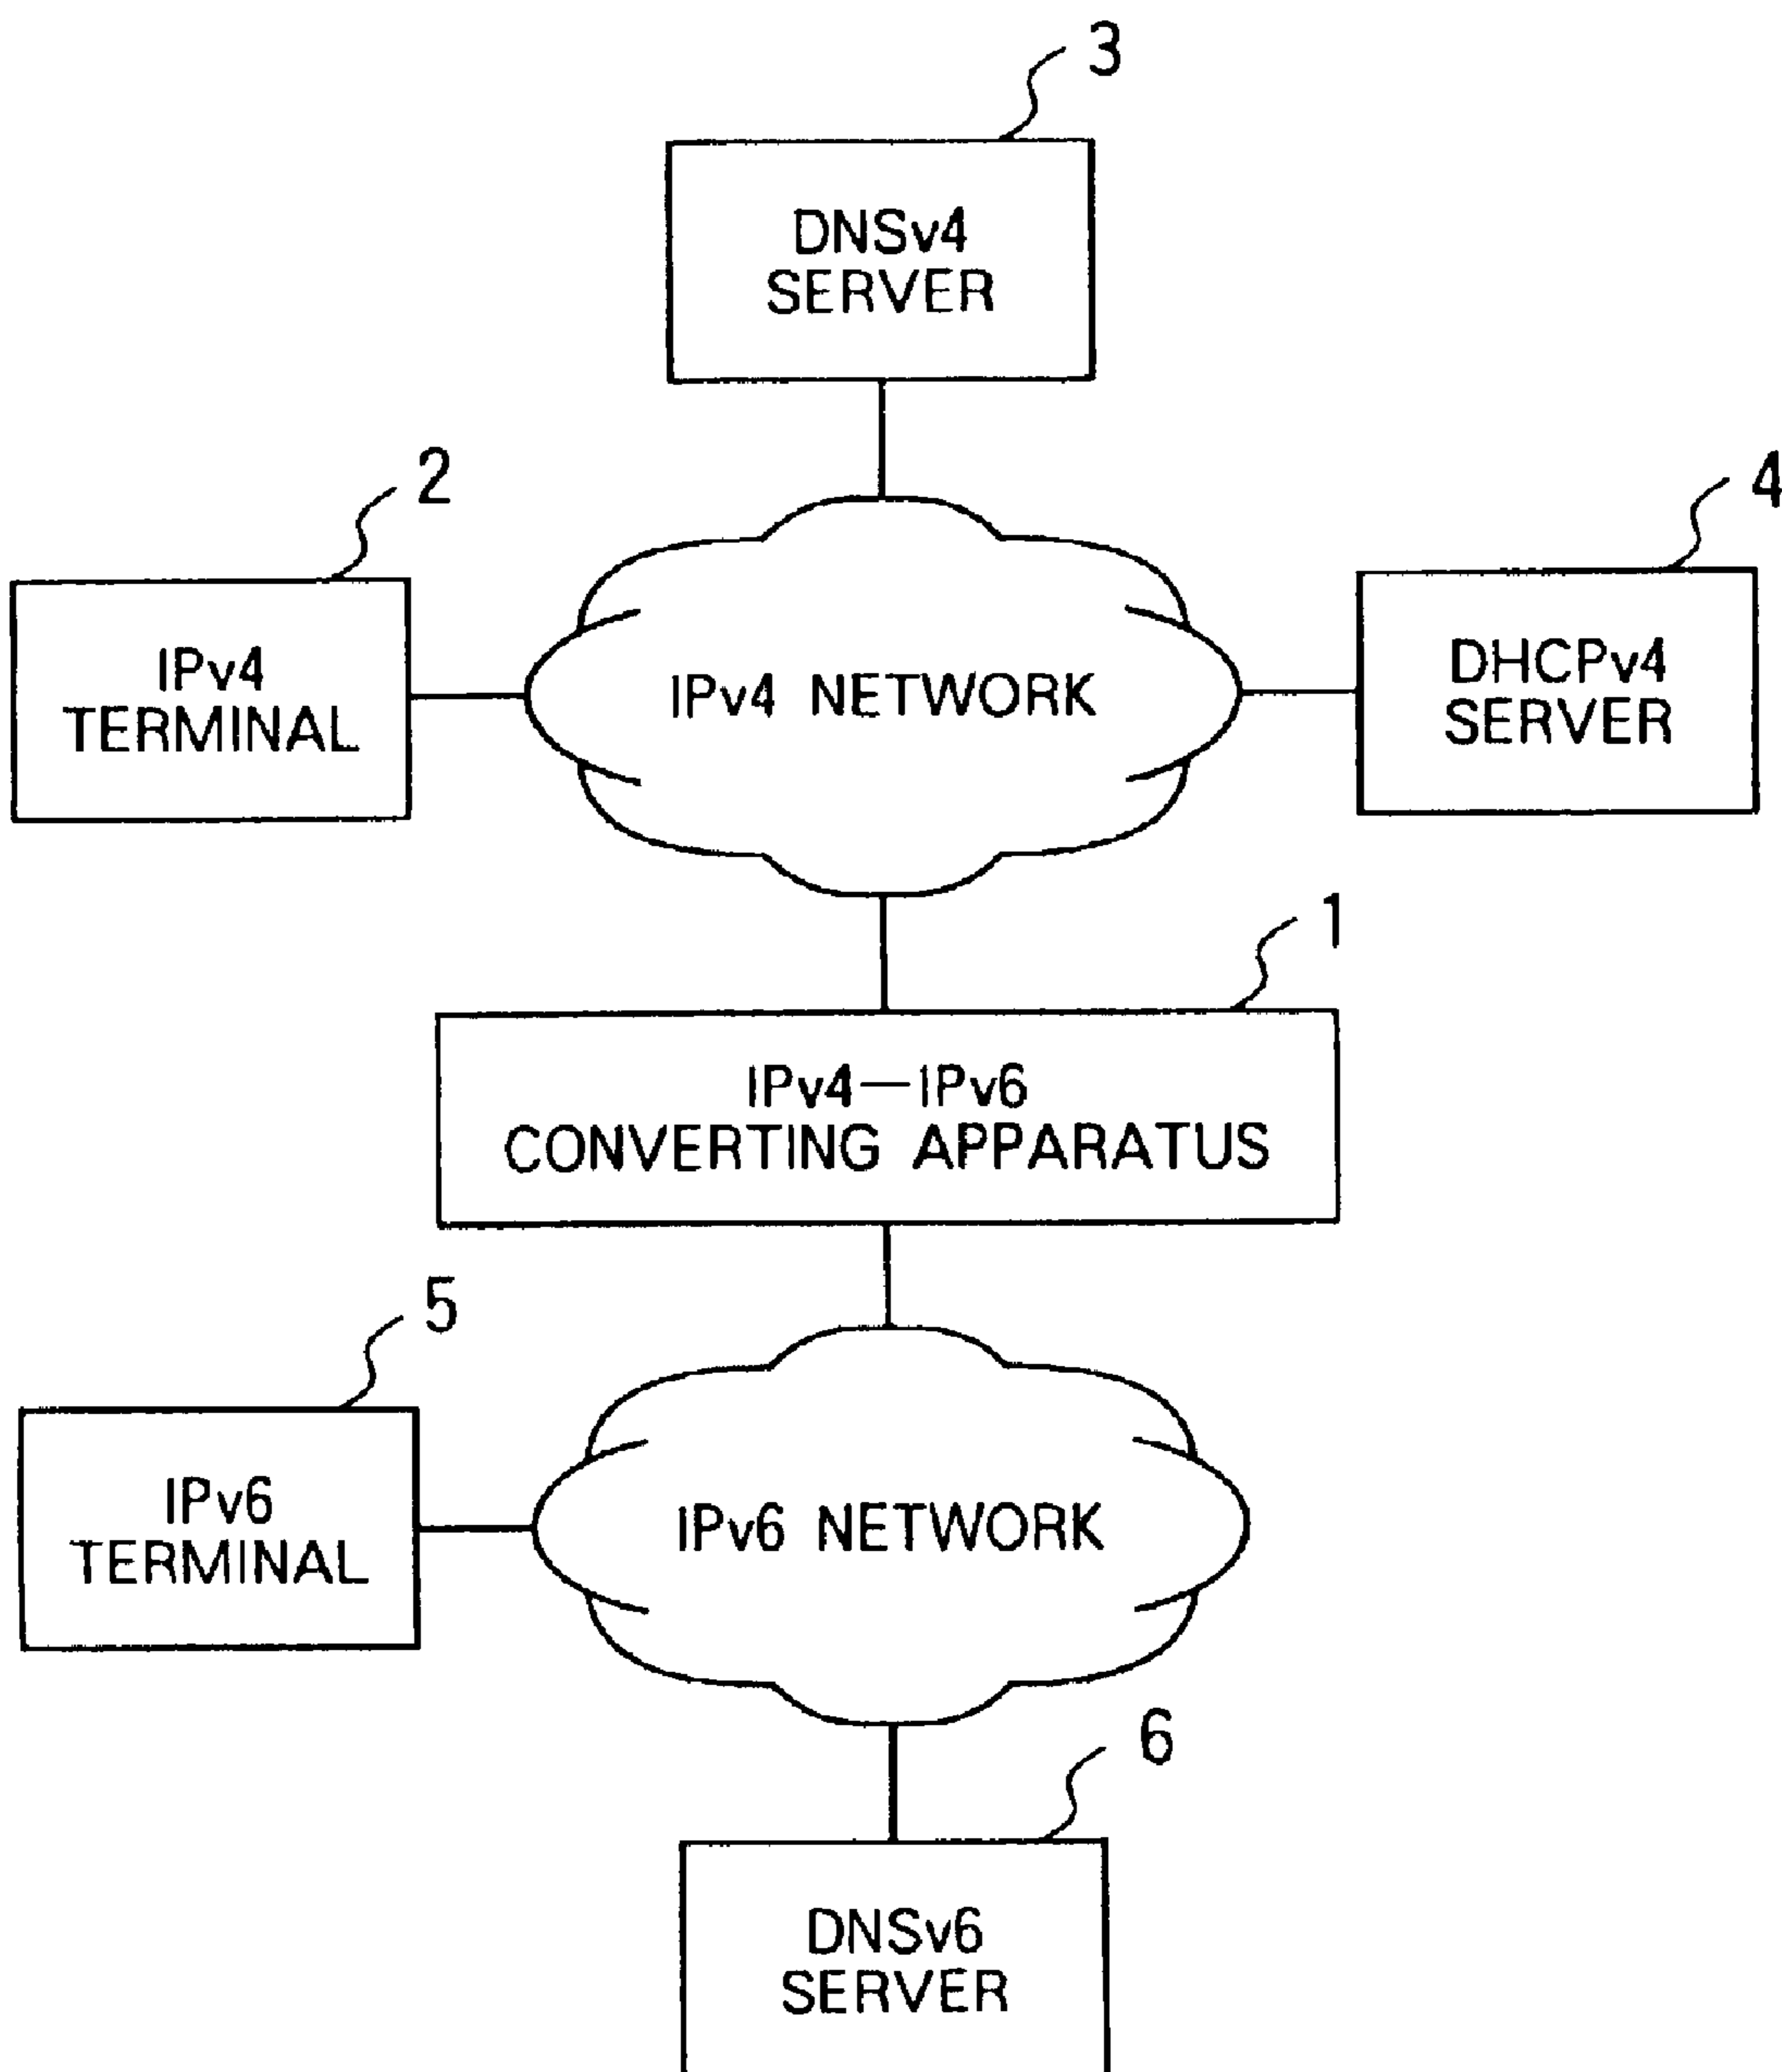 3
DNSv4
SERVER
2
4
IPv4
TERMINAL
IPv4 NETWORK
DHCPv4
SERVER
1
IPv4—IPv6
CONVERTING APPARATUS
5
IPv6
TERMINAL
IPv6 NETWORK
6
DNSv6
SERVER